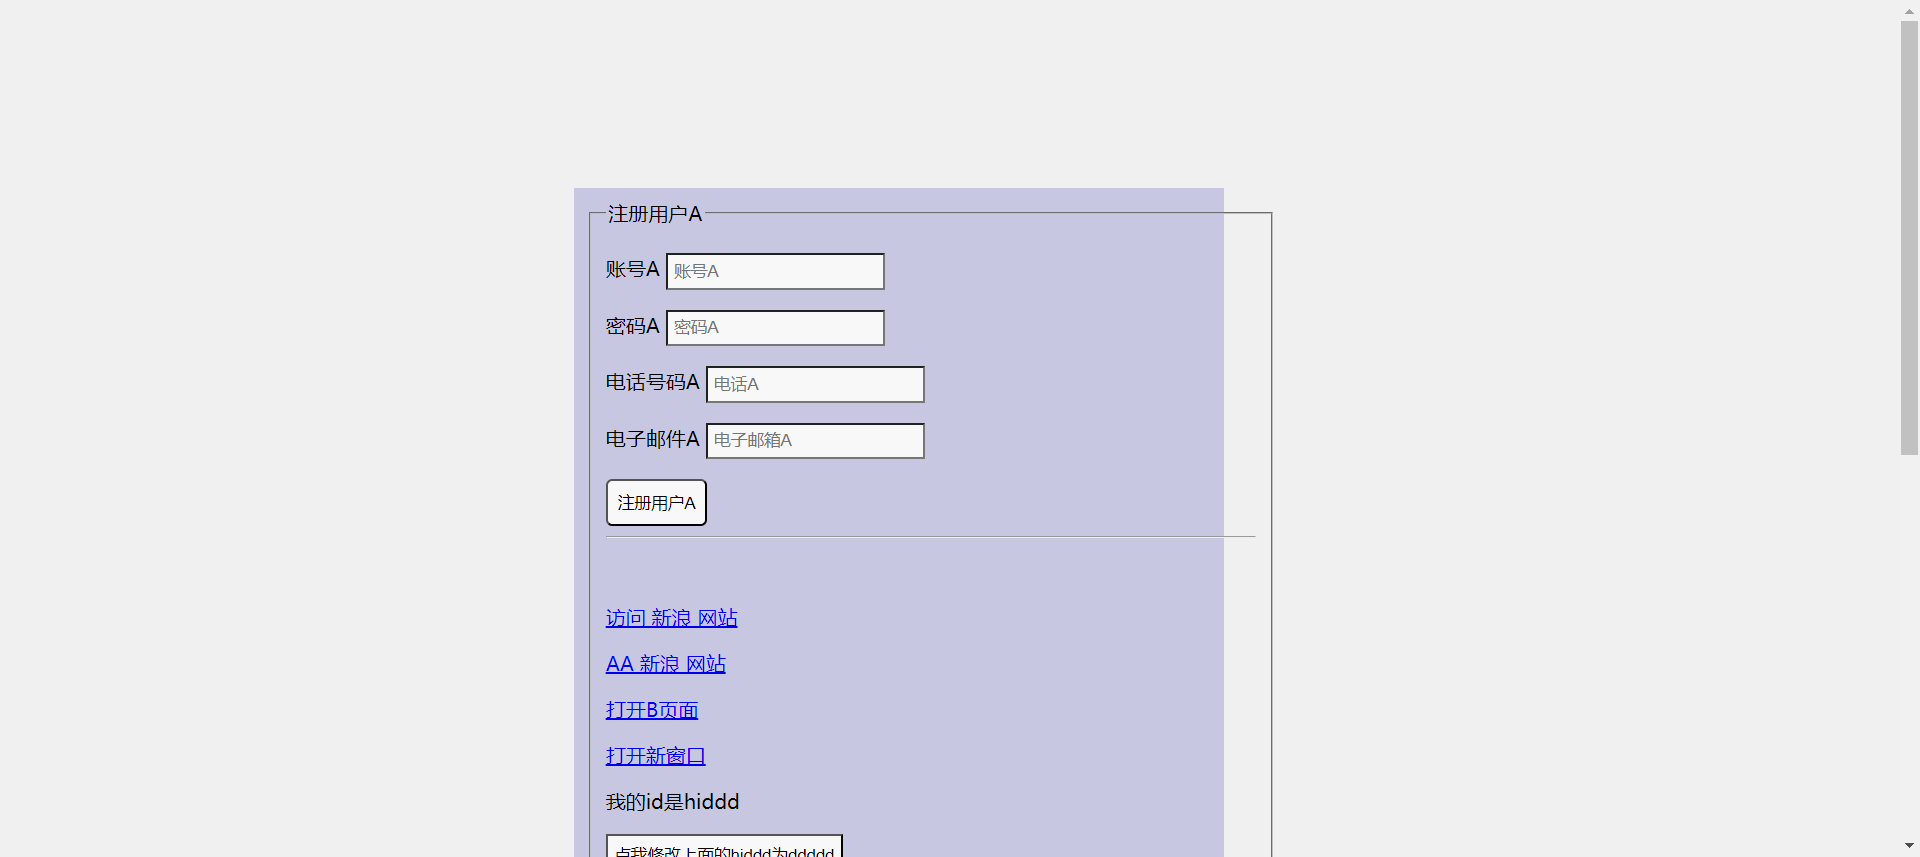 注册用户A
账号A 账号A
密码A 密码A
电话号码A 电话A
电子邮件A 电子邮箱A
注册用户A
访问 新浪 网站
AA 新浪 网站
打开B页面
打开新窗口
我的id是hiddd
点我修改上面的hiddd为ddddd